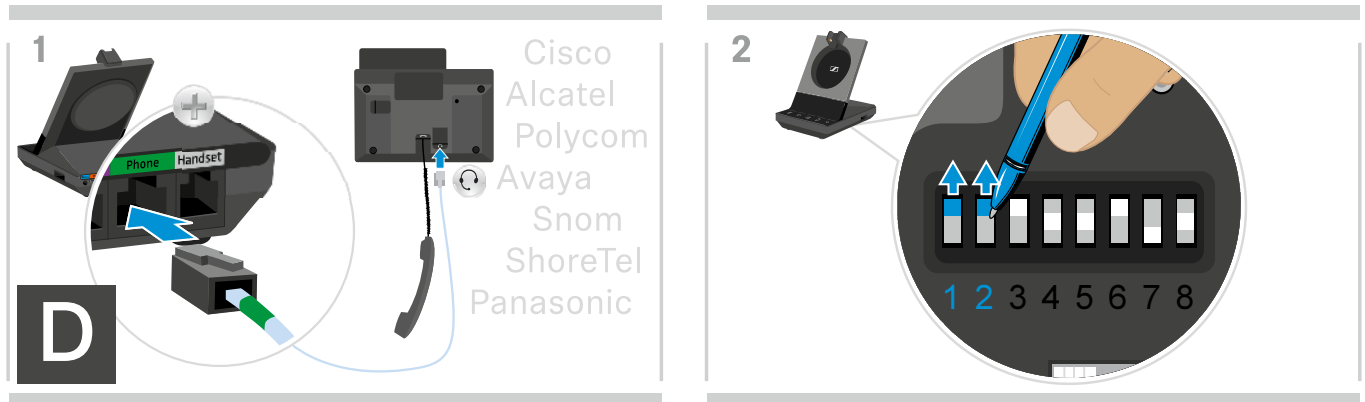 1
Cisco
Alcatel
Polycom
Phone
Handset
Avaya
Snom
ShoreTel
Panasonic
D
2
1 2 3 4 5 6 7 8